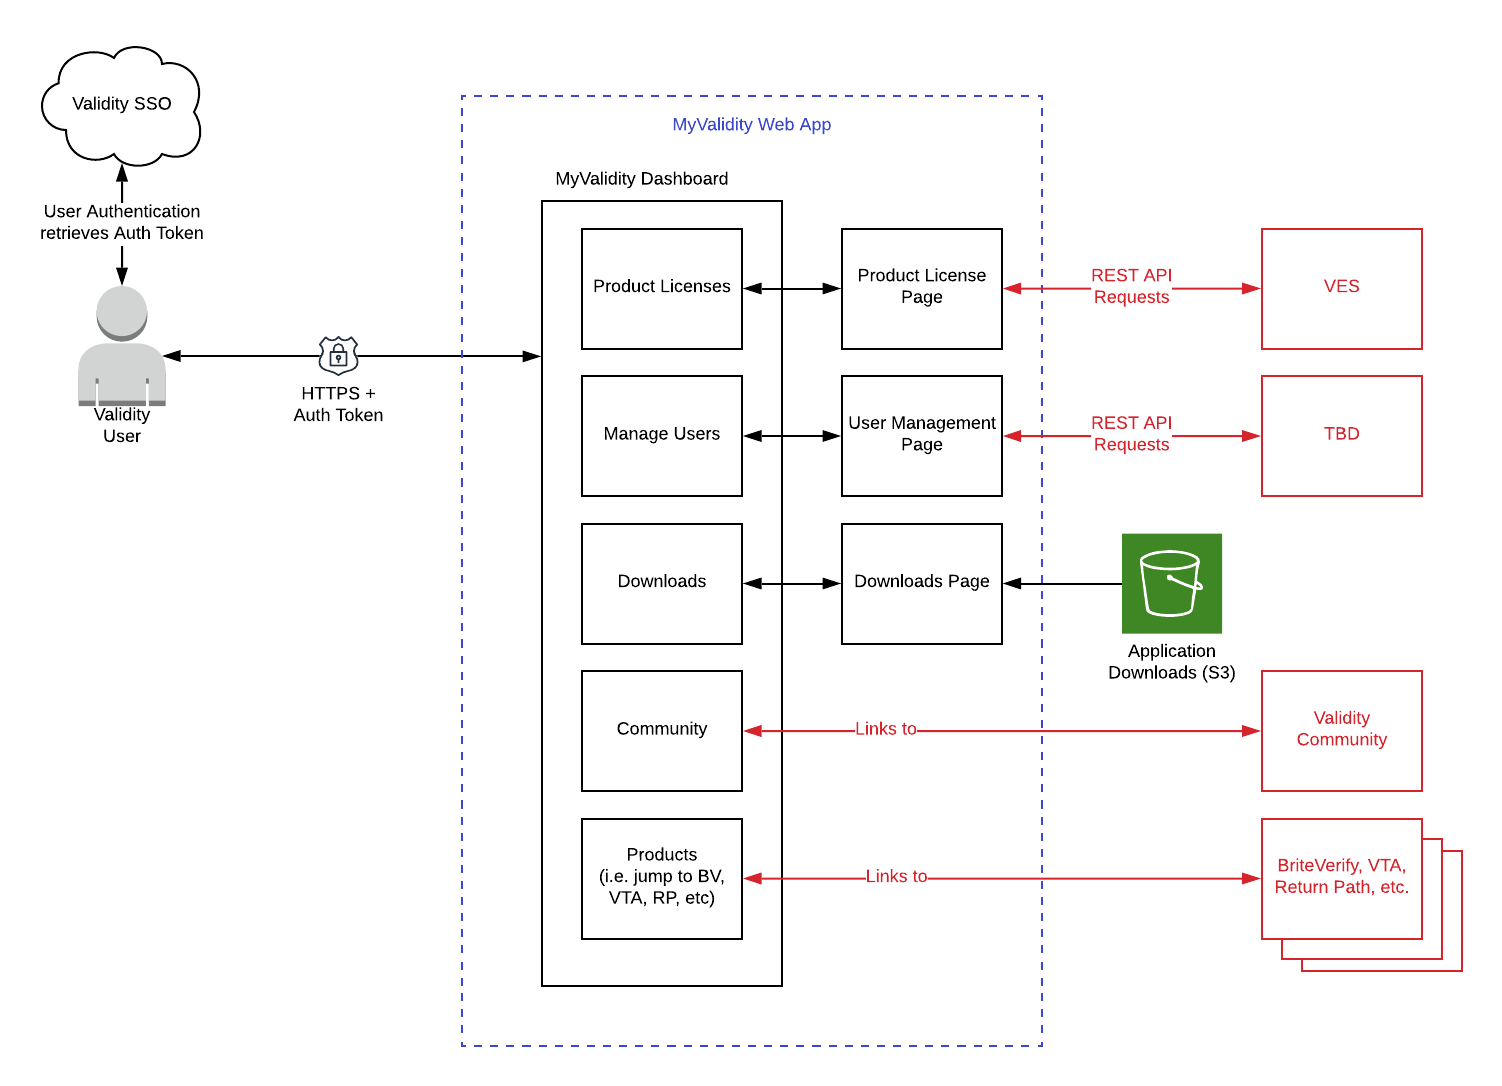 Validity SSO
User Authentication
retrieves Auth Token
Validity
User
HTTPS +
Auth Token
MyValidity Web App
MyValidity Dashboard
Product Licenses
Product License
Page
REST API
Requests
VES
Manage Users
User Management
Page
REST API
Requests
TBD
Downloads
Downloads Page
Application
Downloads (S3)
Community
Links to
Validity
Community
Products
(i.e. jump to BV,
VTA, RP, etc)
Links to
BriteVerify, VTA,
Return Path, etc.